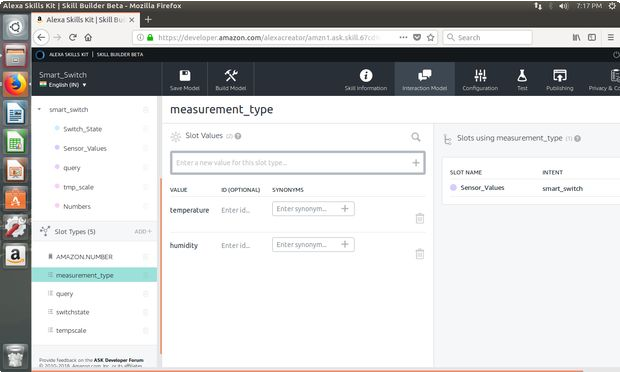 Alexa Skills Kit | Skill Builder Beta - Mozilla Firefox
7:17 PM
Alexa Skills Kit | Skill Bu
https://developer.amazon.com/alexacreator/amzn1.ask.skill.67cd
Search
ALEXA SKILLS KIT | SKILL BUILDER BETA
Smart_Switch
English (IN)
Save Model
Build Model
Skill Information
Interaction Model
Configuration
Test
Publishing
Privacy & Co
smart_switch
Switch_State
Sensor_Values
query
tmp_scale
Numbers
Slot Types (5)
ADD +
AMAZON.NUMBER
measurement_type
query
switchstate
tempscale
Provide feedback on the ASK Developer Forum
© 2010-2018, Amazon.com, Inc. or its affiliates.
measurement_type
Slot Values (2)
Enter a new value for this slot type...
VALUE ID (OPTIONAL) SYNONYMS
temperature Enter id... Enter synonym...
humidity Enter id... Enter synonym...
Slots using measurement_type (1)
SLOT NAME INTENT
Sensor_Values smart_switch